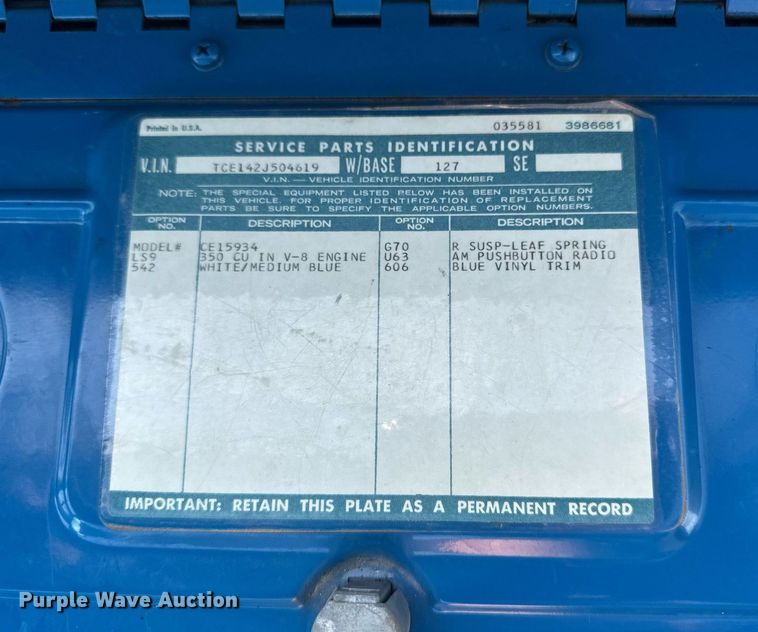 Printed in U.S.A. 035581 3986681
SERVICE PARTS IDENTIFICATION
V.I.N. TCE142J504619 W/BASE 127 SE
V.I.N. — VEHICLE IDENTIFICATION NUMBER
NOTE: THE SPECIAL EQUIPMENT LISTED BELOW HAS BEEN INSTALLED ON
THIS VEHICLE. FOR PROPER IDENTIFICATION OF REPLACEMENT
PARTS BE SURE TO SPECIFY THE APPLICABLE OPTION NUMBERS.
OPTION NO. DESCRIPTION OPTION NO. DESCRIPTION
MODEL# CE15934 G70 R SUSP-LEAF SPRING
LS9 350 CU IN V-8 ENGINE U63 AM PUSHBUTTON RADIO
542 WHITE/MEDIUM BLUE 606 BLUE VINYL TRIM
IMPORTANT: RETAIN THIS PLATE AS A PERMANENT RECORD
Purple Wave Auction